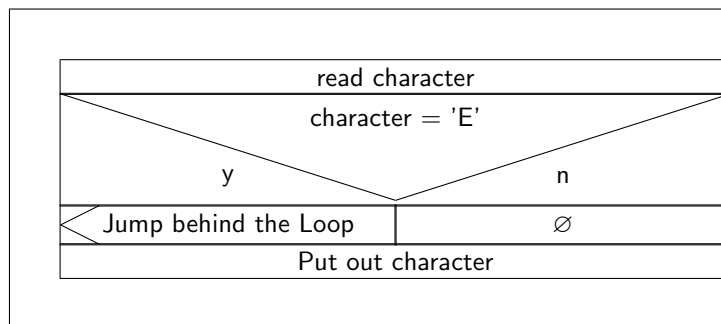 read character
character = 'E'
y n
Jump behind the Loop ∅
Put out character